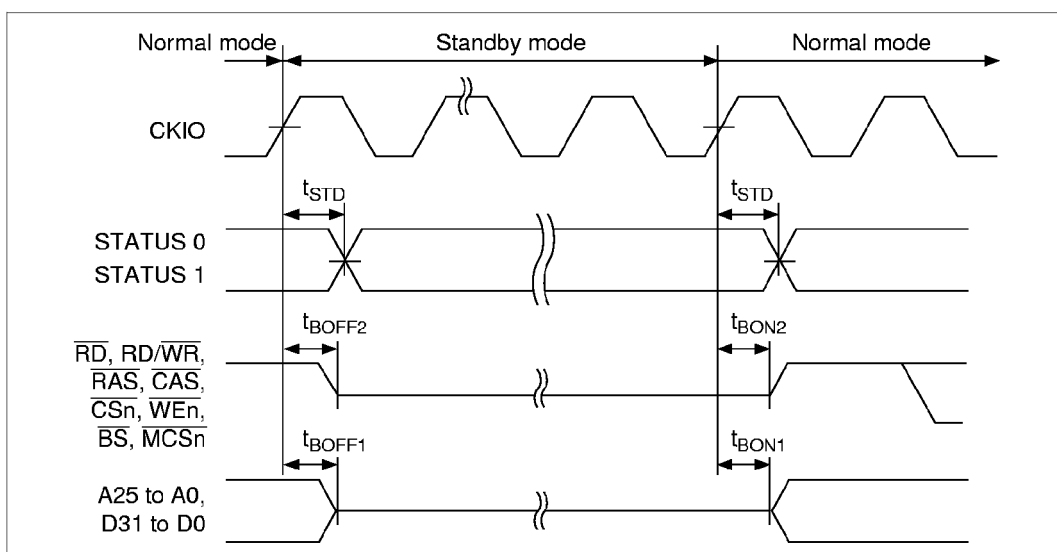 Normal mode Standby mode Normal mode
CKIO
tSTD tSTD
STATUS 0
STATUS 1
tBOFF2 tBON2
RD, RD/WR,
RAS, CAS,
CSn, WEn,
BS, MCSn
tBOFF1 tBON1
A25 to A0,
D31 to D0